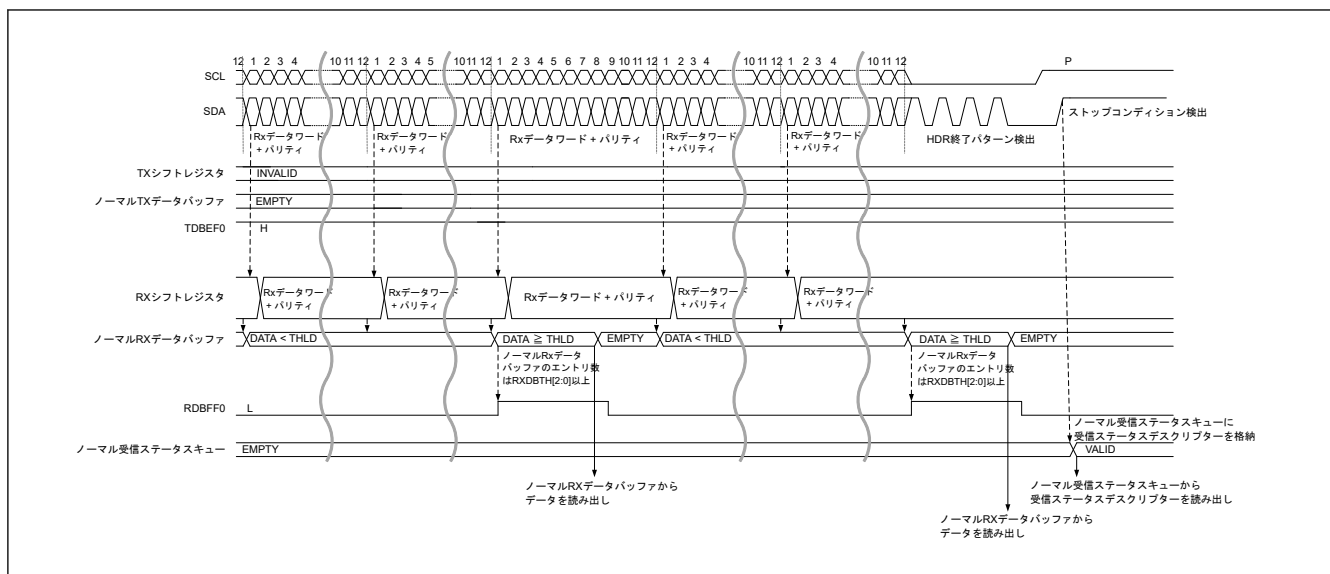 12 1 2 3 4 10 11 12 1 2 3 4 5 10 11 12 1 2 3 4 5 6 7 8 9 10 11 12 1 2 3 4 10 11 12 1 2 3 4 10 11 12 P
SCL
SDA
ストップコンディション検出
Rxデータワード
+ パリティ
Rxデータワード
+ パリティ
Rxデータワード + パリティ
Rxデータワード
+ パリティ
Rxデータワード
+ パリティ
HDR終了パターン検出
TXシフトレジスタ
INVALID
ノーマルTXデータバッファ
EMPTY
TDBEF0
H
RXシフトレジスタ
Rxデータワード
+ パリティ
Rxデータワード
+ パリティ
Rxデータワード + パリティ
Rxデータワード
+ パリティ
Rxデータワード
+ パリティ
ノーマルRXデータバッファ
DATA < THLD
DATA ≧ THLD
EMPTY
DATA < THLD
DATA ≧ THLD
EMPTY
ノーマルRxデータ
バッファのエントリ数
はRXDBTH[2:0]以上
ノーマルRxデータ
バッファのエントリ数
はRXDBTH[2:0]以上
RDBFF0
L
ノーマル受信ステータスキューに
受信ステータスデスクリプターを格納
ノーマル受信ステータスキュー
EMPTY
VALID
ノーマルRXデータバッファから
データを読み出し
ノーマル受信ステータスキューから
受信ステータスデスクリプターを読み出し
ノーマルRXデータバッファから
データを読み出し